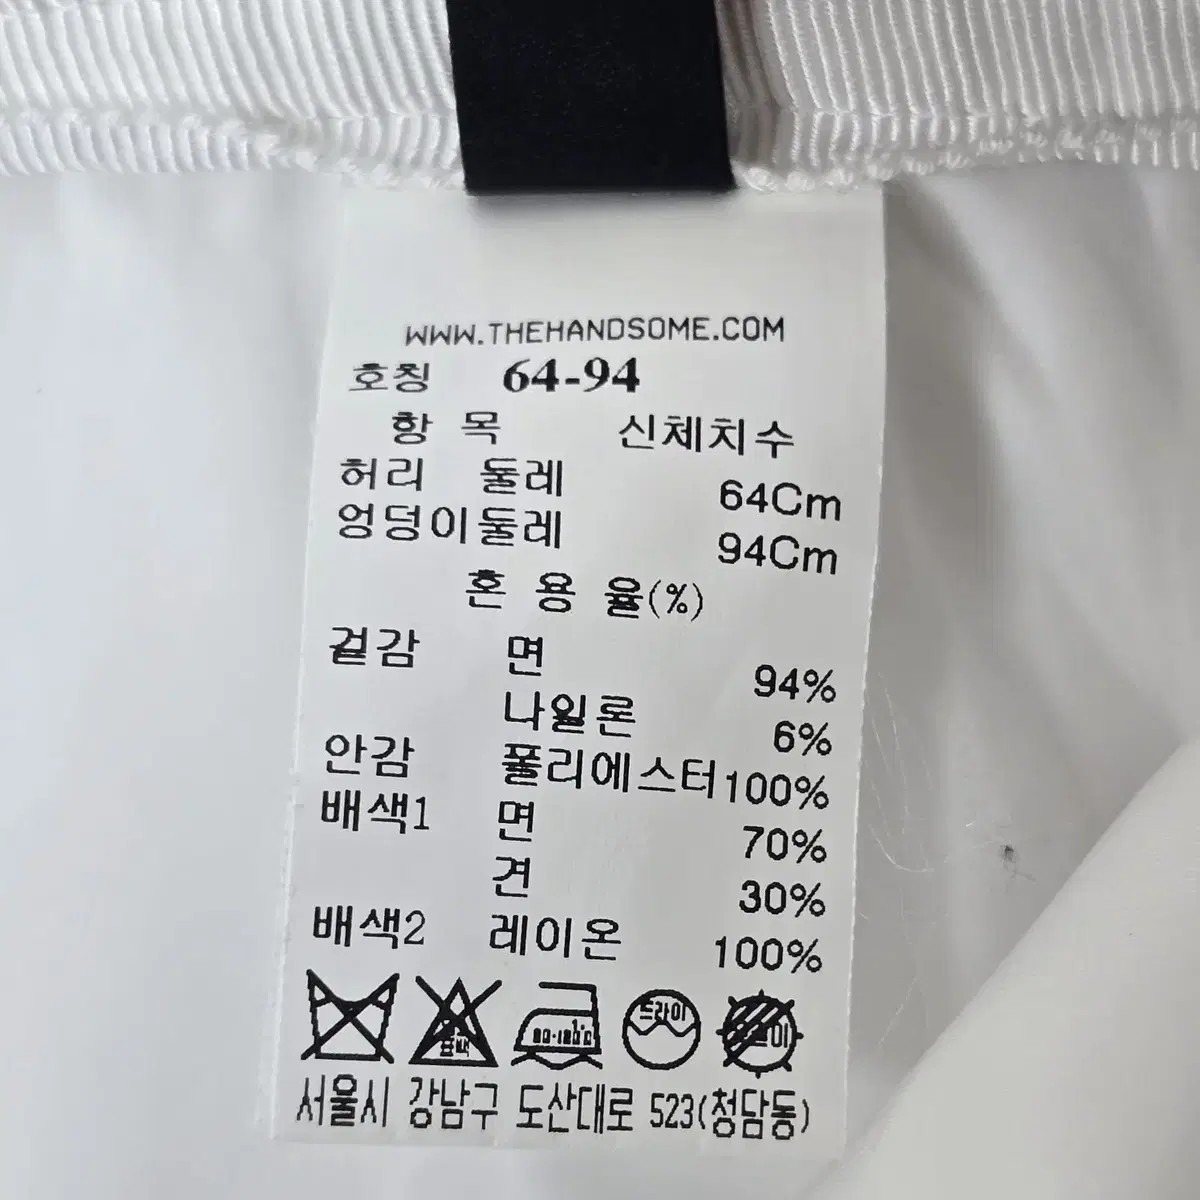 WWW.THEHANDSOME.COM
호칭 64-94
항 목 신체치수
허리 둘레 64Cm
엉덩이둘레 94Cm
혼 용 율(%)
겉감 면 94%
나일론 6%
안감 폴리에스터100%
배색1 면 70%
견 30%
배색2 레이온 100%
표백 드라이
서울시 강남구 도산대로 523(청담동)